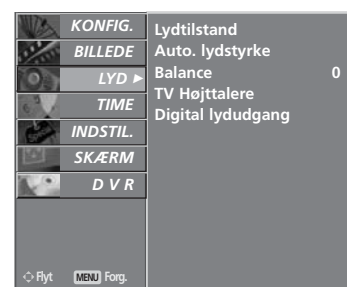 KONFIG.
BILLEDE
LYD ►
TIME
INDSTIL.
SKÆRM
D V R
Lydtilstand
Auto. lydstyrke
Balance 0
TV Højttalere
Digital lydudgang
Flyt MENU Forg.